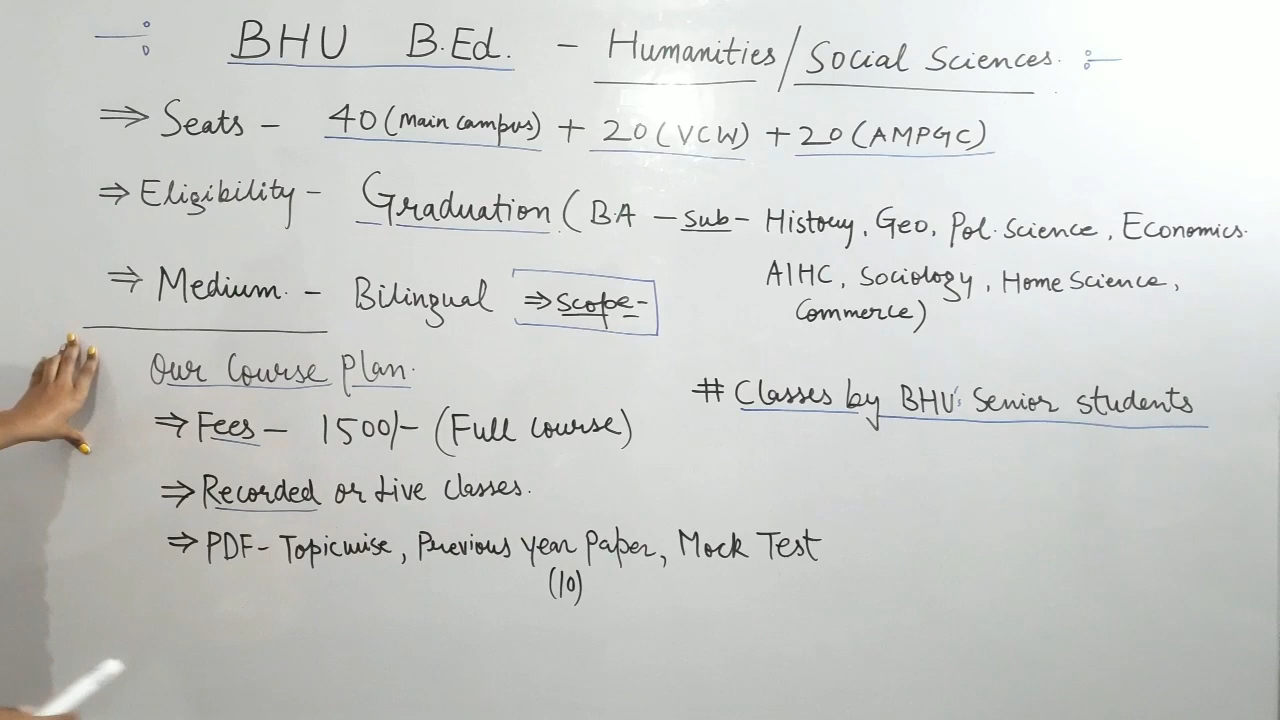 —: BHU B.Ed. - Humanities/Social Sciences. :—
⇒ Seats - 40 (Main campus) + 20 (VCW) + 20 (AMPGC)
⇒ Eligibility - Graduation (BA - sub - History, Geo, Pol. Science, Economics.
AIHC, Sociology, Home Science,
Commerce)
⇒ Medium. - Bilingual ⇒ Scope-
Our Course Plan.
# Classes by BHU's Senior students
⇒ Fees - 1500/- (Full course)
⇒ Recorded or Live classes.
⇒ PDF - Topicwise, Previous year Paper, Mock Test
(10)